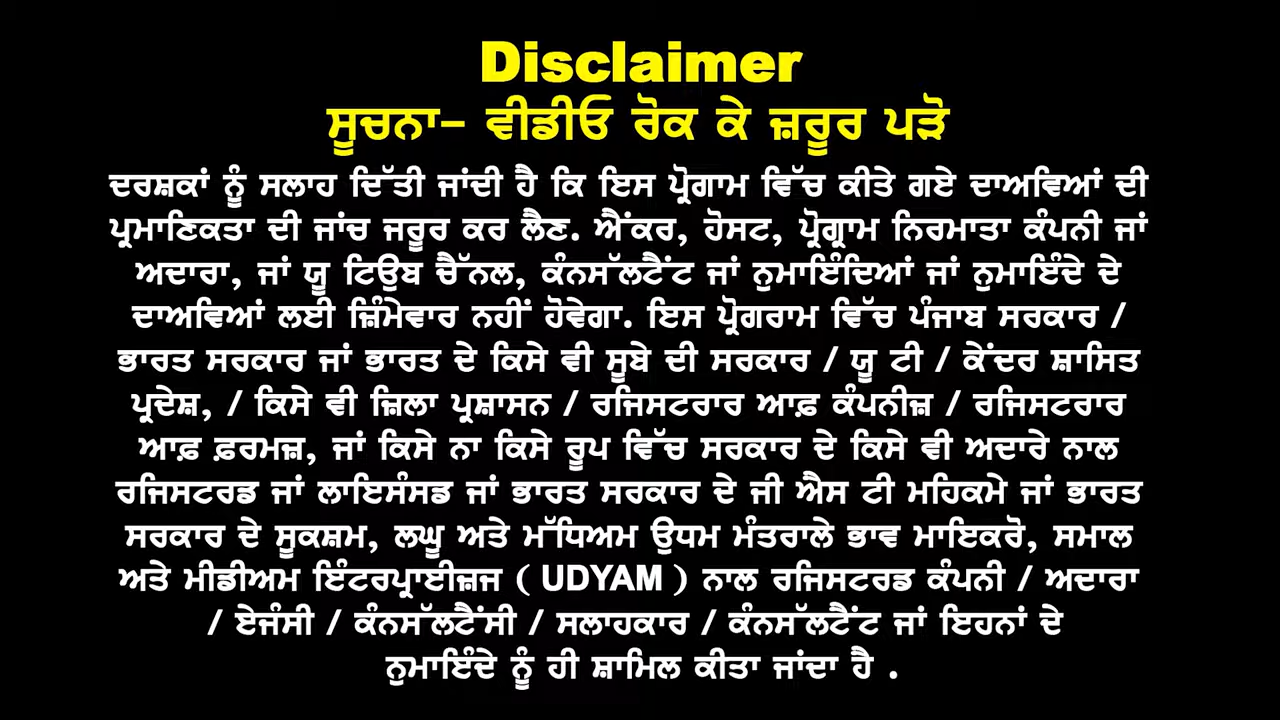 Disclaimer
ਸੂਚਨਾ- ਵੀਡੀਓ ਰੋਕ ਕੇ ਜ਼ਰੂਰ ਪੜੋ
ਦਰਸ਼ਕਾਂ ਨੂੰ ਸਲਾਹ ਦਿੱਤੀ ਜਾਂਦੀ ਹੈ ਕਿ ਇਸ ਪ੍ਰੋਗਾਮ ਵਿੱਚ ਕੀਤੇ ਗਏ ਦਾਅਵਿਆਂ ਦੀ
ਪ੍ਰਮਾਣਿਕਤਾ ਦੀ ਜਾਂਚ ਜਰੂਰ ਕਰ ਲੈਣ. ਐਂਕਰ, ਹੋਸਟ, ਪ੍ਰੋਗ੍ਰਾਮ ਨਿਰਮਾਤਾ ਕੰਪਨੀ ਜਾਂ
ਅਦਾਰਾ, ਜਾਂ ਯੂ ਟਿਉਬ ਚੈੱਨਲ, ਕੰਨਸੱਲਟੈਂਟ ਜਾਂ ਨੁਮਾਇੰਦਿਆਂ ਜਾਂ ਨੁਮਾਇੰਦੇ ਦੇ
ਦਾਅਵਿਆਂ ਲਈ ਜ਼ਿੰਮੇਵਾਰ ਨਹੀਂ ਹੋਵੇਗਾ. ਇਸ ਪ੍ਰੋਗਰਾਮ ਵਿੱਚ ਪੰਜਾਬ ਸਰਕਾਰ /
ਭਾਰਤ ਸਰਕਾਰ ਜਾਂ ਭਾਰਤ ਦੇ ਕਿਸੇ ਵੀ ਸੂਬੇ ਦੀ ਸਰਕਾਰ / ਯੂ ਟੀ / ਕੇਂਦਰ ਸ਼ਾਸਿਤ
ਪ੍ਰਦੇਸ਼, / ਕਿਸੇ ਵੀ ਜ਼ਿਲਾ ਪ੍ਰਸ਼ਾਸਨ / ਰਜਿਸਟਰਾਰ ਆਫ਼ ਕੰਪਨੀਜ਼ / ਰਜਿਸਟਰਾਰ
ਆਫ਼ ਫ਼ਰਮਜ਼, ਜਾਂ ਕਿਸੇ ਨਾ ਕਿਸੇ ਰੂਪ ਵਿੱਚ ਸਰਕਾਰ ਦੇ ਕਿਸੇ ਵੀ ਅਦਾਰੇ ਨਾਲ
ਰਜਿਸਟਰਡ ਜਾਂ ਲਾਇਸੰਸਡ ਜਾਂ ਭਾਰਤ ਸਰਕਾਰ ਦੇ ਜੀ ਐਸ ਟੀ ਮਹਿਕਮੇ ਜਾਂ ਭਾਰਤ
ਸਰਕਾਰ ਦੇ ਸੂਕਸ਼ਮ, ਲਘੂ ਅਤੇ ਮੱਧਿਅਮ ਉਧਮ ਮੰਤਰਾਲੇ ਭਾਵ ਮਾਇਕਰੋ, ਸਮਾਲ
ਅਤੇ ਮੀਡੀਅਮ ਇੰਟਰਪ੍ਰਾਈਜ਼ਜ ( UDYAM ) ਨਾਲ ਰਜਿਸਟਰਡ ਕੰਪਨੀ / ਅਦਾਰਾ
/ ਏਜੰਸੀ / ਕੰਨਸੱਲਟੈਂਸੀ / ਸਲਾਹਕਾਰ / ਕੰਨਸੱਲਟੈਂਟ ਜਾਂ ਇਹਨਾਂ ਦੇ
ਨੁਮਾਇੰਦੇ ਨੂੰ ਹੀ ਸ਼ਾਮਿਲ ਕੀਤਾ ਜਾਂਦਾ ਹੈ .